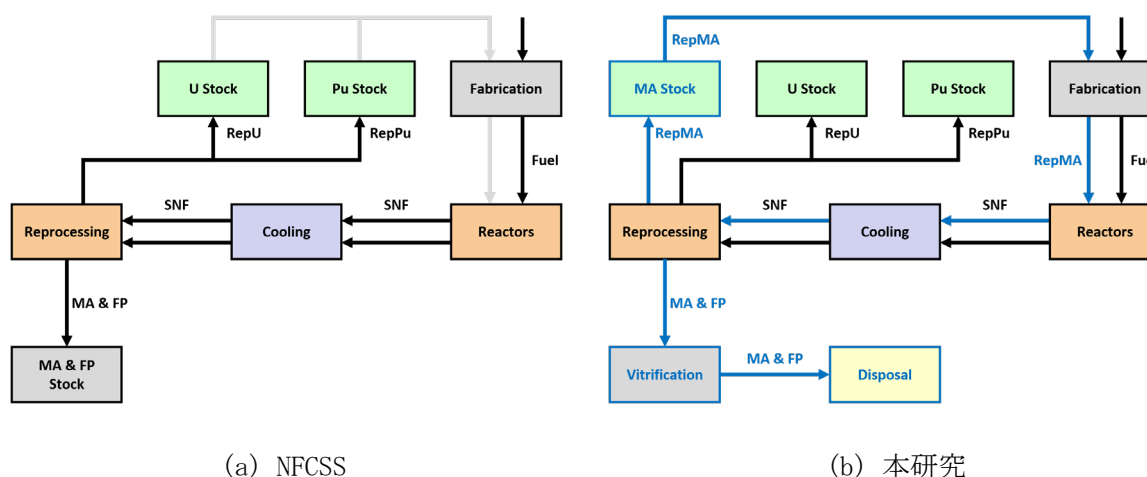 U Stock
Pu Stock
Fabrication
RepU
RepPu
Fuel
SNF
SNF
Reprocessing
Cooling
Reactors
MA & FP
MA & FP
Stock
(a) NFCSS
RepMA
MA Stock
U Stock
Pu Stock
Fabrication
RepMA
RepU
RepPu
RepMA
Fuel
SNF
SNF
Reprocessing
Cooling
Reactors
MA & FP
Vitrification
MA & FP
Disposal
(b) 本研究